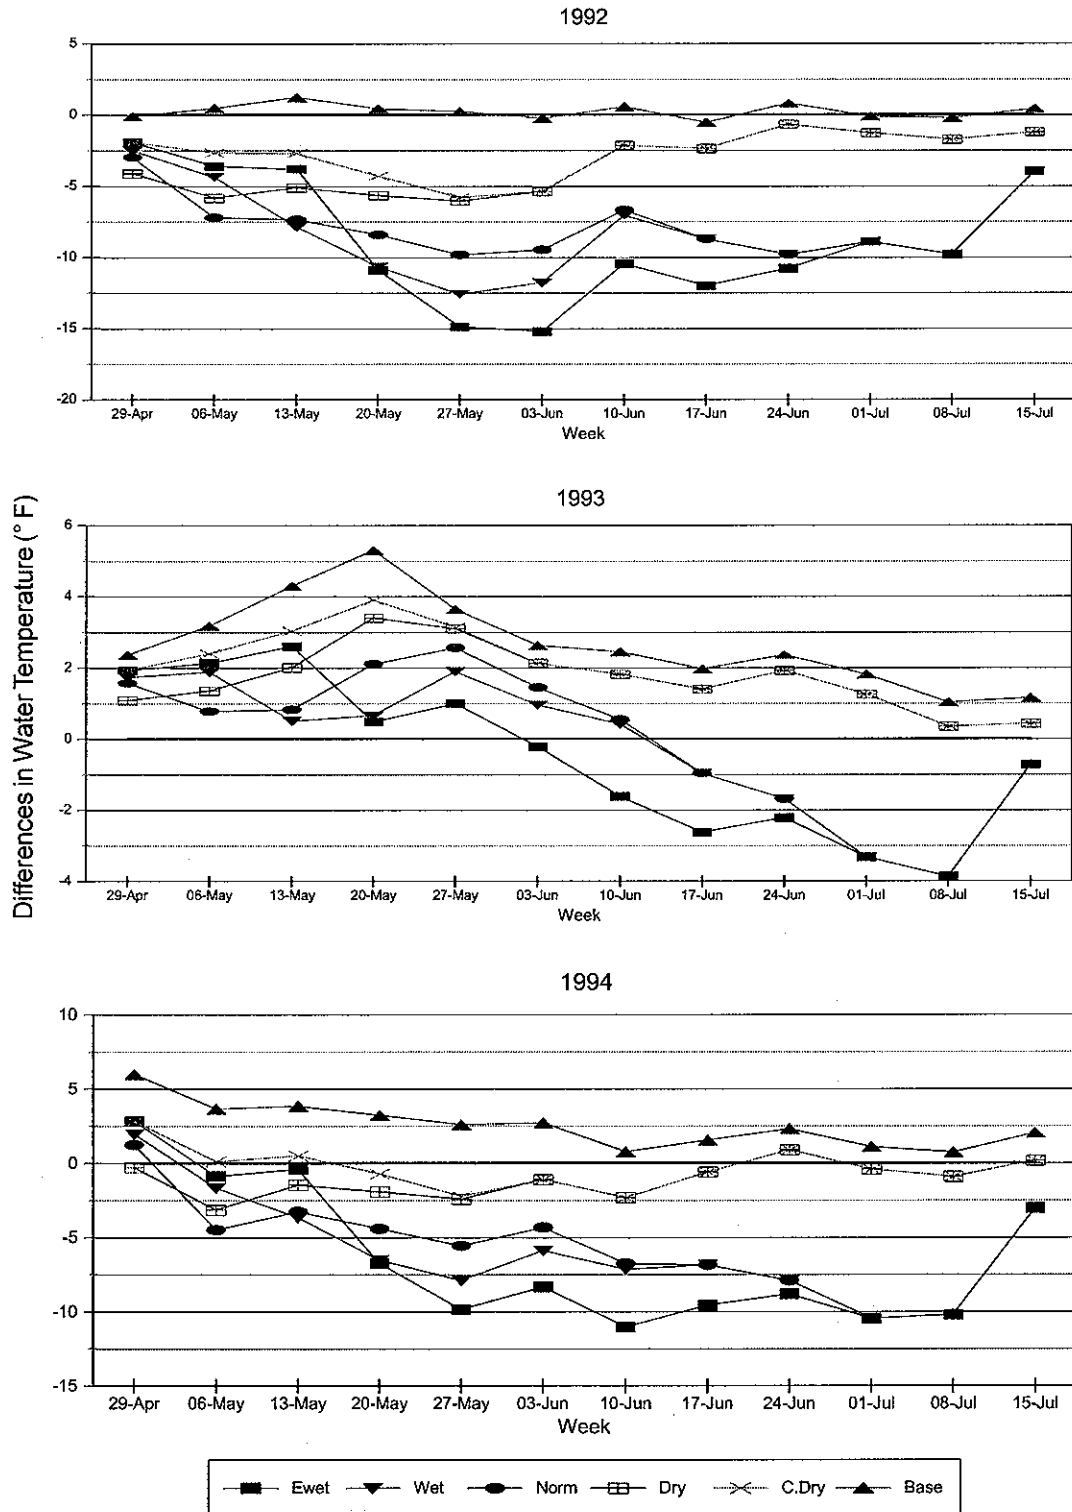 1992
5
0
-5
-10
-15
-20
29-Apr 06-May 13-May 20-May 27-May 03-Jun 10-Jun 17-Jun 24-Jun 01-Jul 08-Jul 15-Jul
Week
Differences in Water Temperature (° F)
1993
6
4
2
0
-2
-4
29-Apr 06-May 13-May 20-May 27-May 03-Jun 10-Jun 17-Jun 24-Jun 01-Jul 08-Jul 15-Jul
Week
1994
10
5
0
-5
-10
-15
29-Apr 06-May 13-May 20-May 27-May 03-Jun 10-Jun 17-Jun 24-Jun 01-Jul 08-Jul 15-Jul
Week
Ewet Wet Norm Dry C.Dry Base